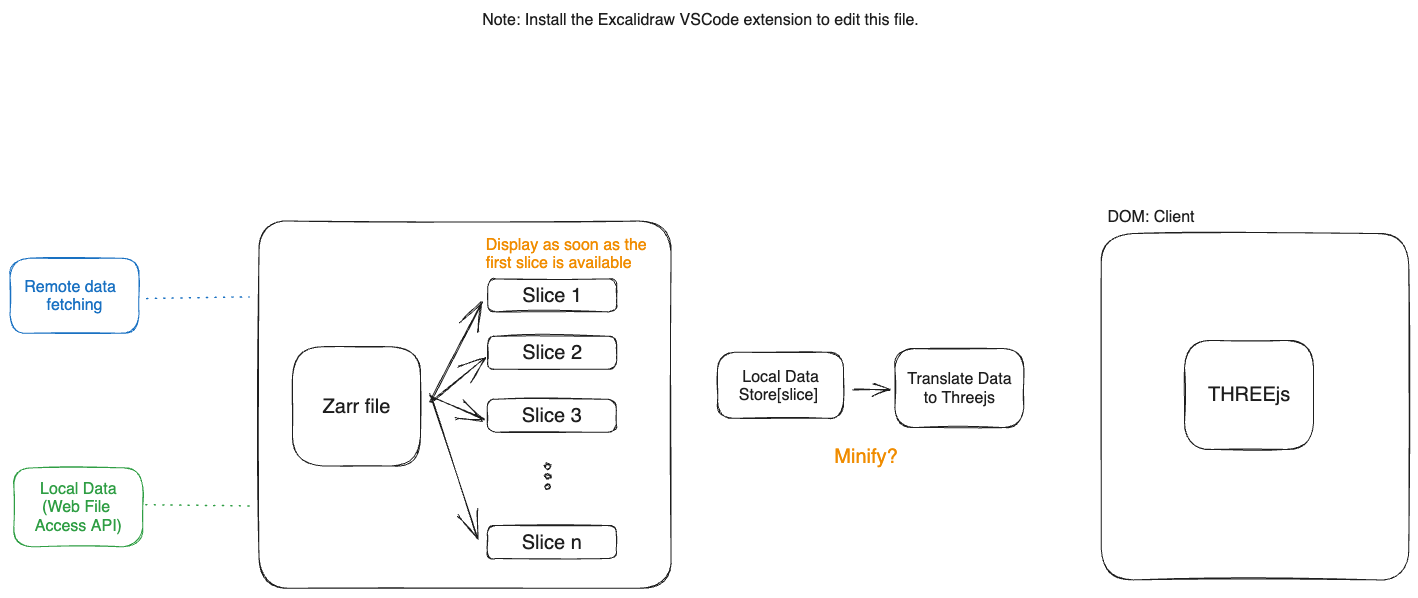 Note: Install the Excalidraw VSCode extension to edit this file.
DOM: Client
Remote data
fetching
Display as soon as the
first slice is available
Slice 1
Slice 2
Zarr file
Slice 3
Slice n
Local Data
(Web File
Access API)
Local Data
Store[slice]
Translate Data
to Threejs
Minify?
THREEjs